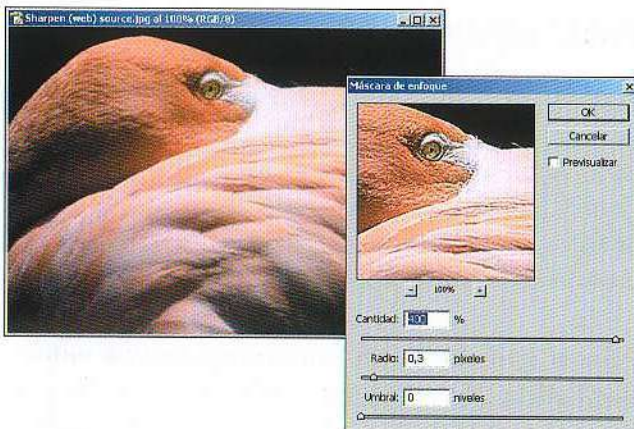 Sharpen (web) source.jpg al 100% (RGB/8)
Máscara de enfoque
OK
Cancelar
Previsualizar
100%
Cantidad: 400 %
Radio: 0,3 píxeles
Umbral: 0 niveles